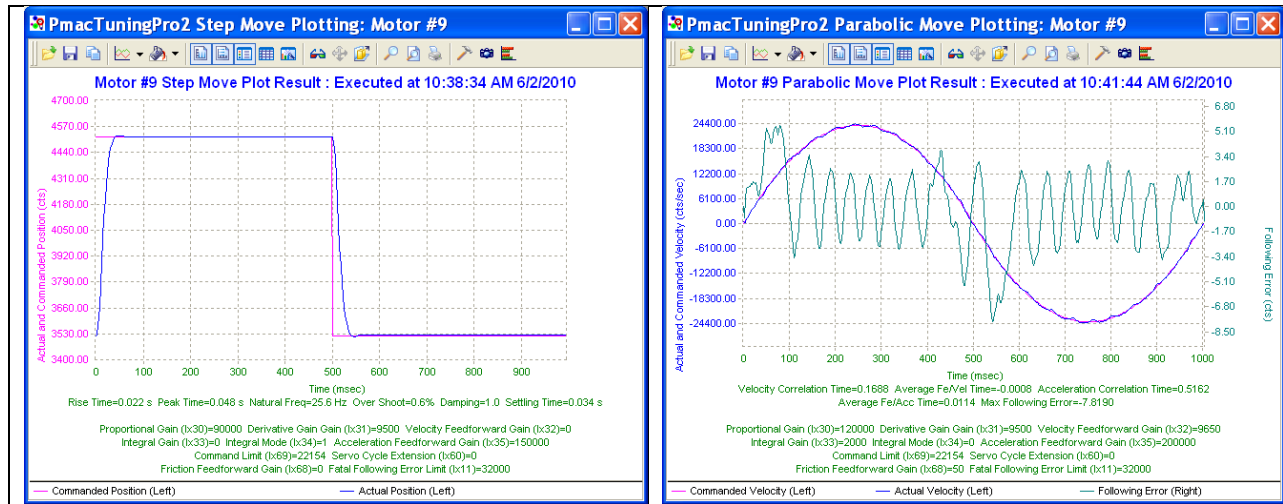 PmacTuningPro2 Step Move Plotting: Motor #9
Motor #9 Step Move Plot Result : Executed at 10:38:34 AM 6/2/2010
Actual and Commanded Position (cts)
4700.00
4570.00
4440.00
4310.00
4180.00
4050.00
3920.00
3790.00
3660.00
3530.00
3400.00
0 100 200 300 400 500 600 700 800 900
Time (msec)
Rise Time=0.022 s Peak Time=0.048 s Natural Freq=25.6 Hz Over Shoot=0.6% Damping=1.0 Settling Time=0.034 s
Proportional Gain (Ix30)=90000 Derivative Gain Gain (Ix31)=9500 Velocity Feedforward Gain (Ix32)=0
Integral Gain (Ix33)=0 Integral Mode (Ix34)=1 Acceleration Feedforward Gain (Ix35)=150000
Command Limit (Ix69)=22154 Servo Cycle Extension (Ix60)=0
Friction Feedforward Gain (Ix68)=0 Fatal Following Error Limit (Ix11)=32000
Commanded Position (Left) Actual Position (Left)
PmacTuningPro2 Parabolic Move Plotting: Motor #9
Motor #9 Parabolic Move Plot Result : Executed at 10:41:44 AM 6/2/2010
Actual and Commanded Velocity (cts/sec)
24400.00
18300.00
12200.00
6100.00
0.00
-6100.00
-12200.00
-18300.00
-24400.00
6.80
5.10
3.40
1.70
0.00
-1.70
-3.40
-5.10
-6.80
-8.50
Following Error (cts)
0 100 200 300 400 500 600 700 800 900 1000
Time (msec)
Velocity Correlation Time=0.1688 Average Fe/Vel Time=-0.0008 Acceleration Correlation Time=0.5162
Average Fe/Acc Time=0.0114 Max Following Error=-7.8190
Proportional Gain (Ix30)=120000 Derivative Gain Gain (Ix31)=9500 Velocity Feedforward Gain (Ix32)=9650
Integral Gain (Ix33)=2000 Integral Mode (Ix34)=0 Acceleration Feedforward Gain (Ix35)=200000
Command Limit (Ix69)=22154 Servo Cycle Extension (Ix60)=0
Friction Feedforward Gain (Ix68)=50 Fatal Following Error Limit (Ix11)=32000
Commanded Velocity (Left) Actual Velocity (Left) Following Error (Right)